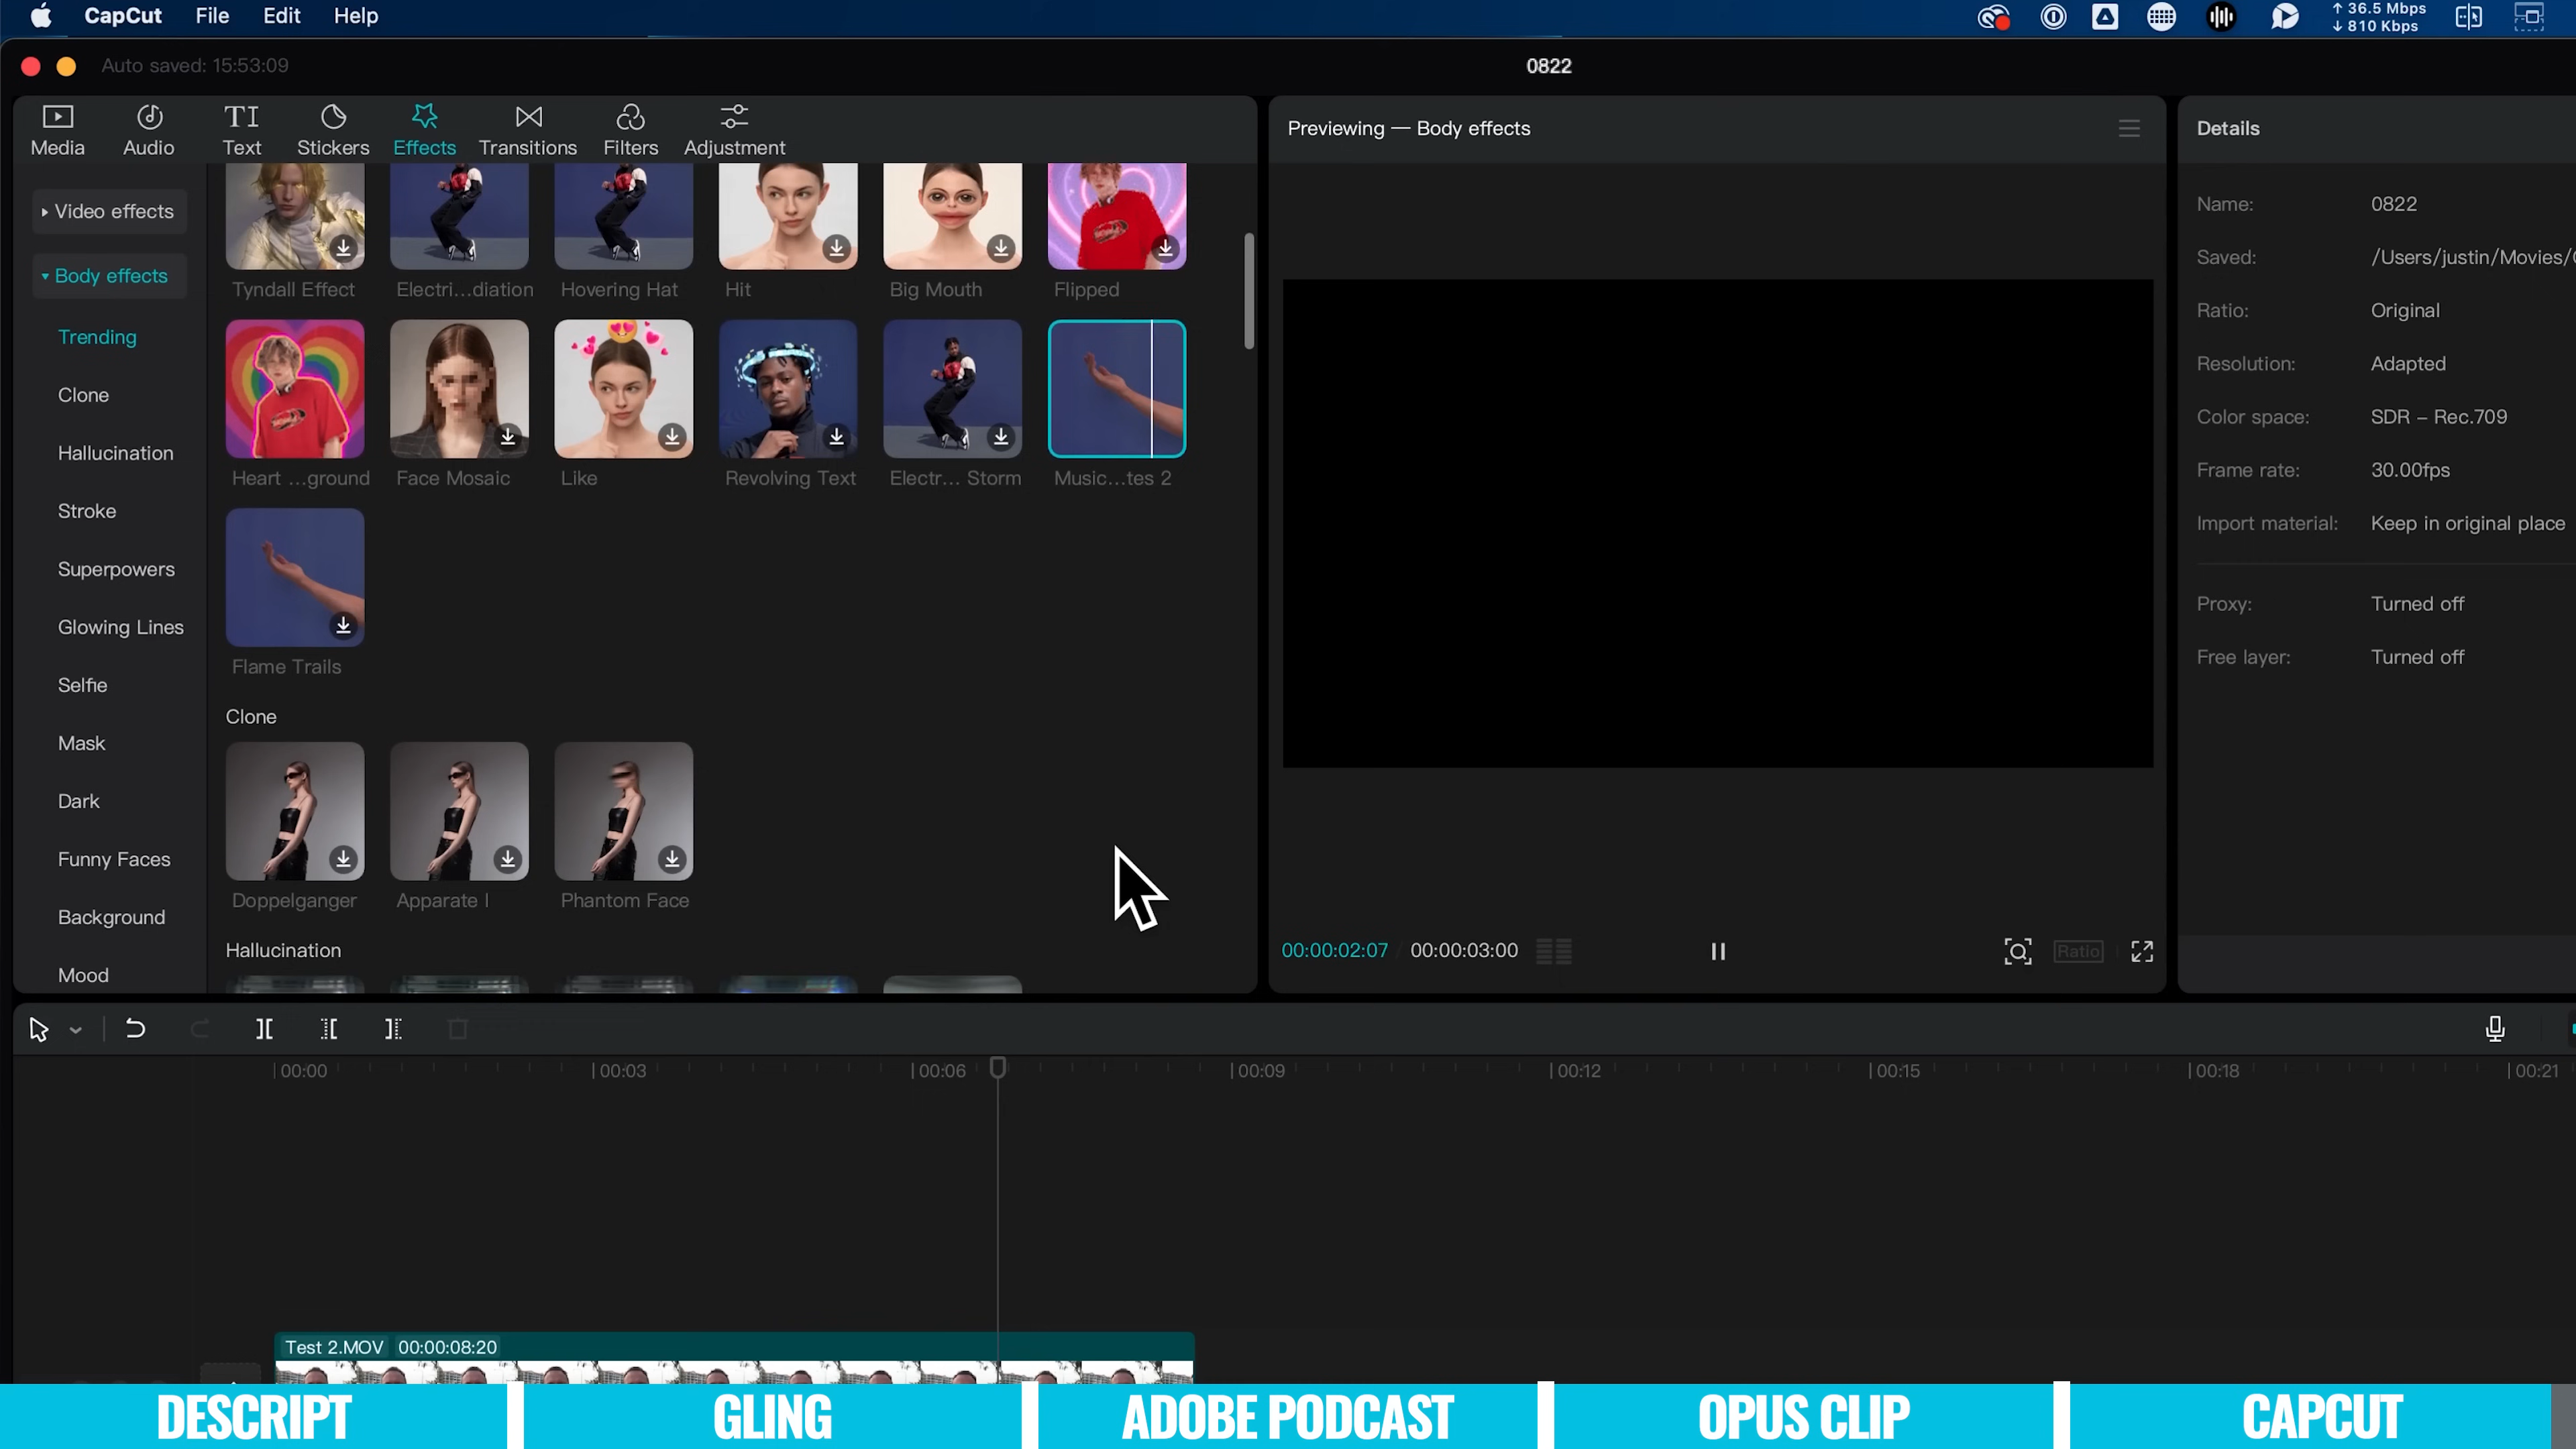 CapCut File Edit Help
↑ 36.5 Mbps
↓ 810 Kbps
Auto saved: 15:53:09
0822
Media Audio Text Stickers Effects Transitions Filters Adjustment
Video effects
Body effects
Trending
Clone
Hallucination
Stroke
Superpowers
Glowing Lines
Selfie
Mask
Dark
Funny Faces
Background
Mood
Tyndall Effect Electri...diation Hovering Hat Hit Big Mouth Flipped
Heart ...ground Face Mosaic Like Revolving Text Electr... Storm Music...tes 2
Flame Trails
Clone
Doppelganger Apparate I Phantom Face
Hallucination
Previewing — Body effects
00:00:02:07 00:00:03:00
Ratio
Details
Name: 0822
Saved: /Users/justin/Movies/
Ratio: Original
Resolution: Adapted
Color space: SDR – Rec.709
Frame rate: 30.00fps
Import material: Keep in original place
Proxy: Turned off
Free layer: Turned off
00:00 00:03 00:06 00:09 00:12 00:15 00:18 00:21
Test 2.MOV 00:00:08:20
DESCRIPT GLING ADOBE PODCAST OPUS CLIP CAPCUT